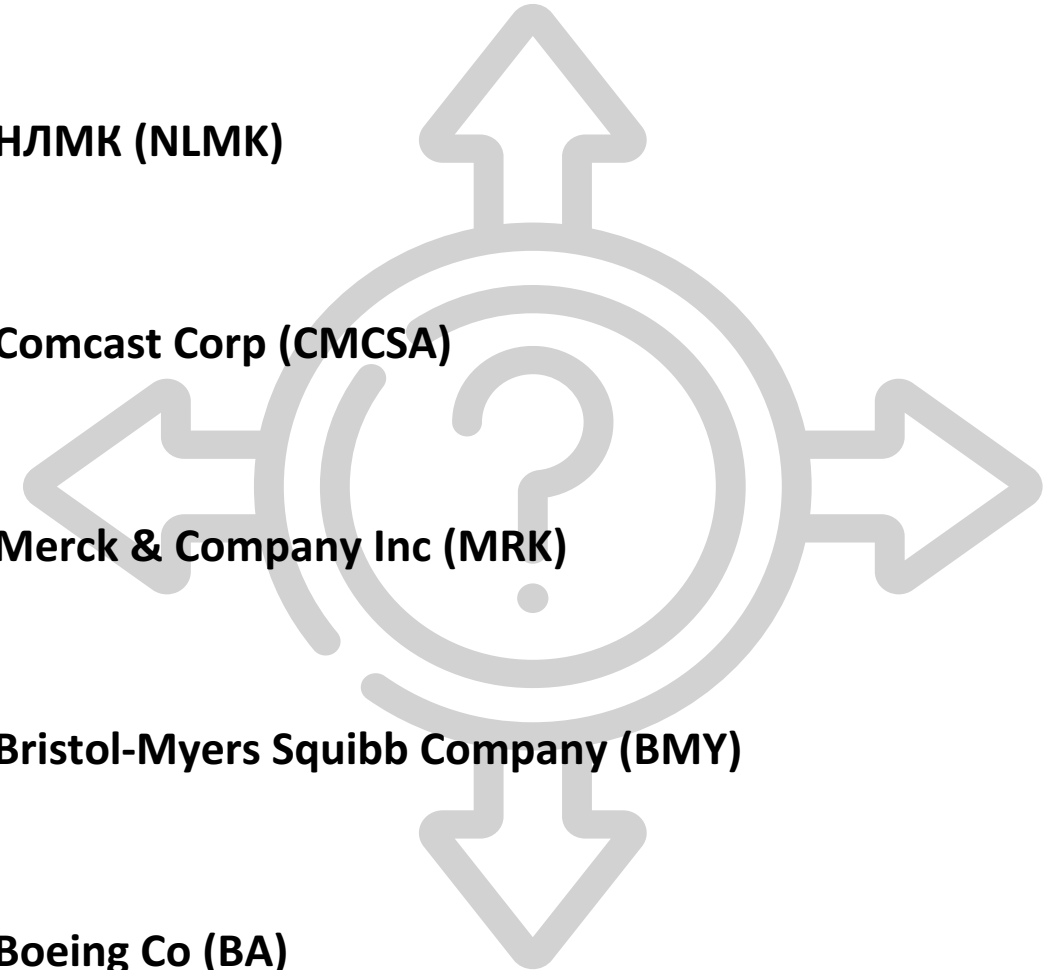 НЛМК (NLMK)
Comcast Corp (CMCSA)
Merck & Company Inc (MRK)
Bristol-Myers Squibb Company (BMY)
Boeing Co (BA)